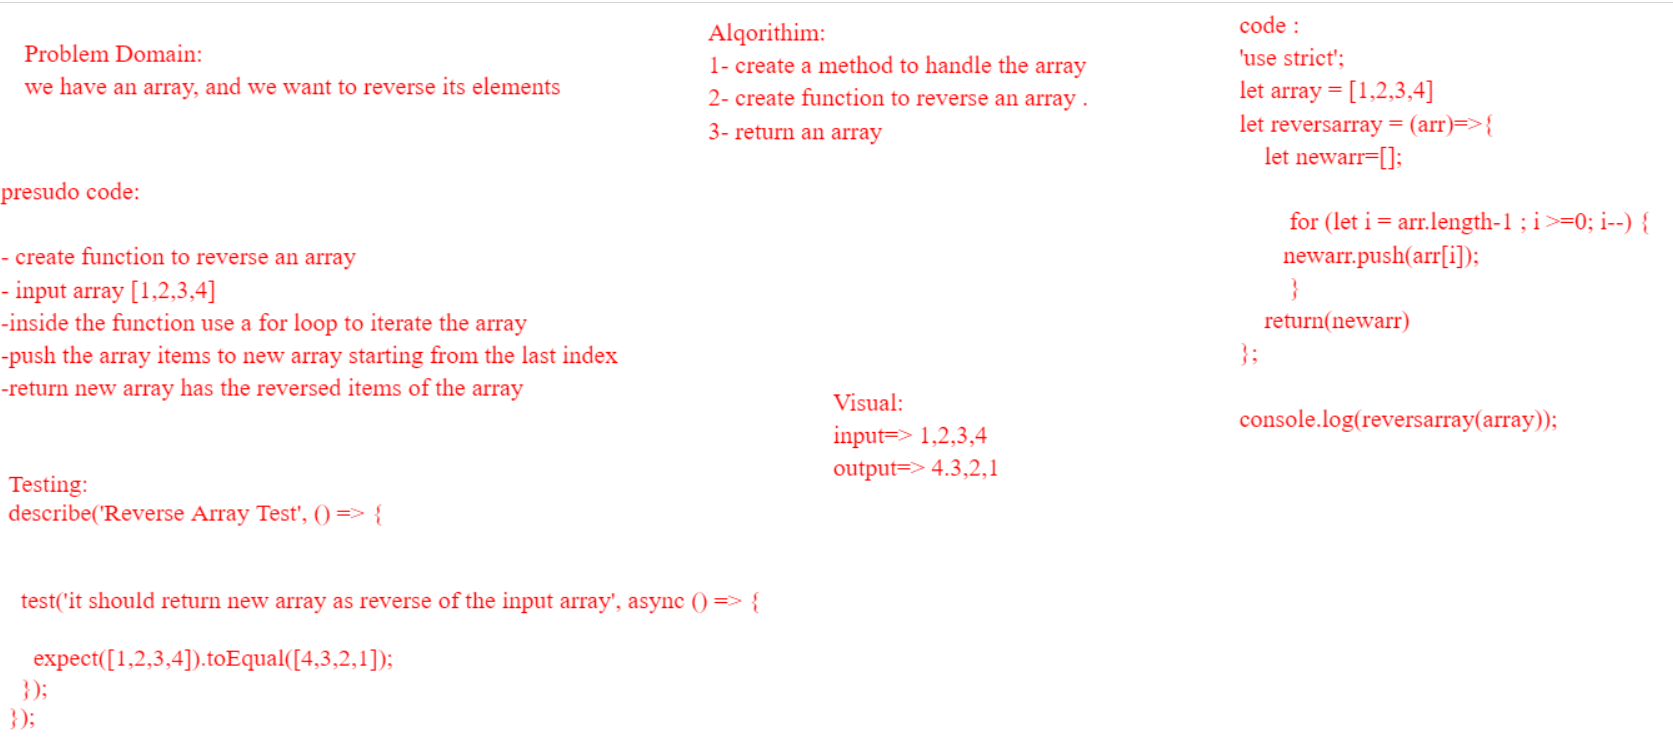 Problem Domain:
we have an array, and we want to reverse its elements
presudo code:
- create function to reverse an array
- input array [1,2,3,4]
-inside the function use a for loop to iterate the array
-push the array items to new array starting from the last index
-return new array has the reversed items of the array
Testing:
describe('Reverse Array Test', () => {
test('it should return new array as reverse of the input array', async () => {
expect([1,2,3,4]).toEqual([4,3,2,1]);
});
});
Alqorithim:
1- create a method to handle the array
2- create function to reverse an array .
3- return an array
Visual:
input=> 1,2,3,4
output=> 4.3,2,1
code :
'use strict';
let array = [1,2,3,4]
let reversarray = (arr)=>{
let newarr=[];
for (let i = arr.length-1 ; i >=0; i--) {
newarr.push(arr[i]);
}
return(newarr)
};
console.log(reversarray(array));